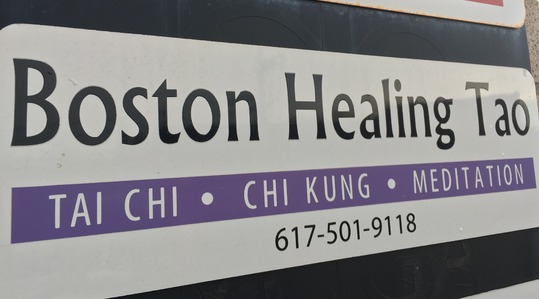 Boston Healing Tao
TAI CHI • CHI KUNG • MEDITATION
617-501-9118